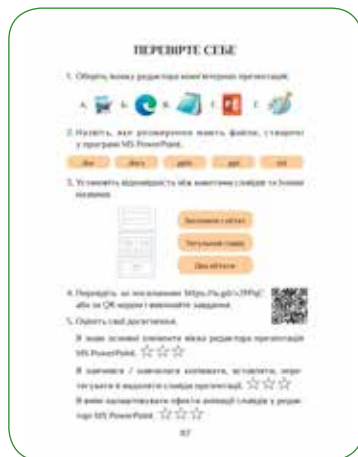 ПЕРЕВІРТЕ СЕБЕ
1. Оберіть іконку редактора комп'ютерних презентацій.
А. Б. В. Г.
2. Назвіть, яке розширення мають файли, створені
у програмі MS PowerPoint.
.doc .docx .pptx .ppt .txt
3. Установіть відповідність між макетами слайдів та їхніми
назвами.
Заголовок і об'єкт
Титульний слайд
Два об'єкти
4. Перейдіть за посиланням
або за QR-кодом і виконайте завдання.
5. Оцініть свої досягнення.
Я знаю основні елементи вікна редактора презентацій
MS PowerPoint.
Я навчився / навчилася копіювати, вставляти, пере-
тягувати й видаляти слайди презентації.
Я вмію налаштовувати ефекти анімації слайдів у редак-
торі MS PowerPoint.